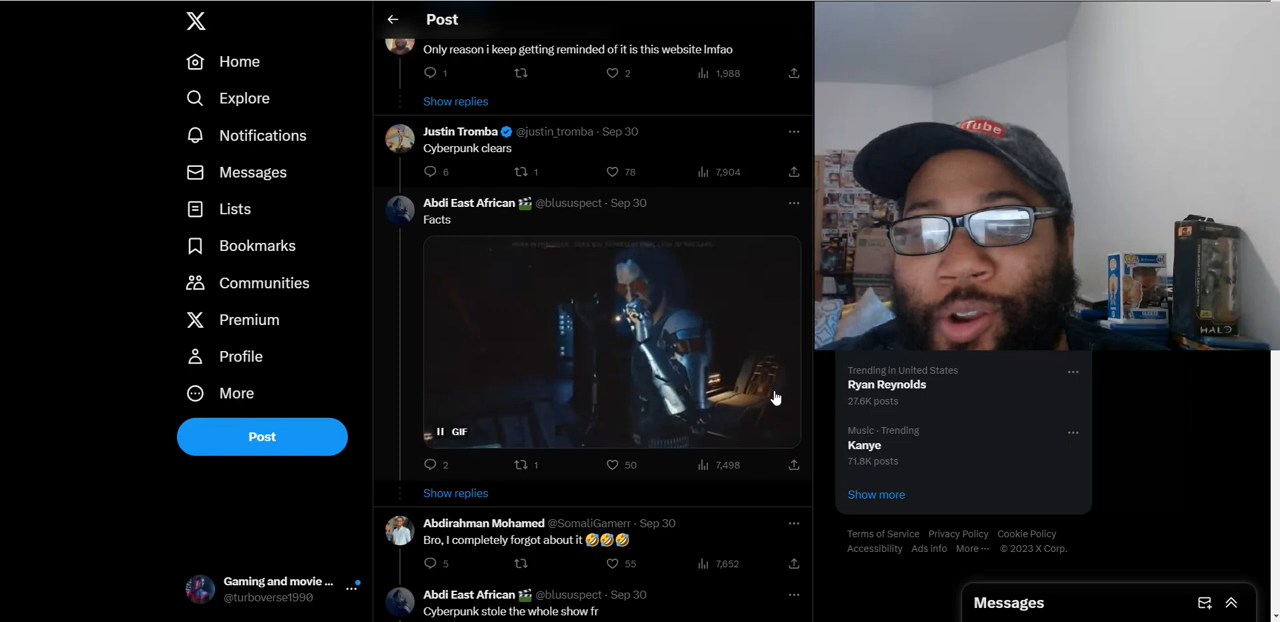 Home
Explore
Notifications
Messages
Lists
Bookmarks
Communities
Premium
Profile
More
Post
Gaming and movie ...
@turboverse1990
Post
Only reason i keep getting reminded of it is this website lmfao
1 2 1,988
Show replies
Justin Tromba @justin_tromba · Sep 30
Cyberpunk clears
6 1 78 7,904
Abdi East African 🎬 @blususpect · Sep 30
Facts
GIF
2 1 50 7,498
Show replies
Abdirahman Mohamed @SomaliGamerr · Sep 30
Bro, I completely forgot about it 🤣🤣🤣
5 55 7,652
Abdi East African 🎬 @blususpect · Sep 30
Cyberpunk stole the whole show fr
Tube
HALO
Trending in United States
Ryan Reynolds
27.6K posts
Music · Trending
Kanye
71.8K posts
Show more
Terms of Service Privacy Policy Cookie Policy
Accessibility Ads info More ··· © 2023 X Corp.
Messages